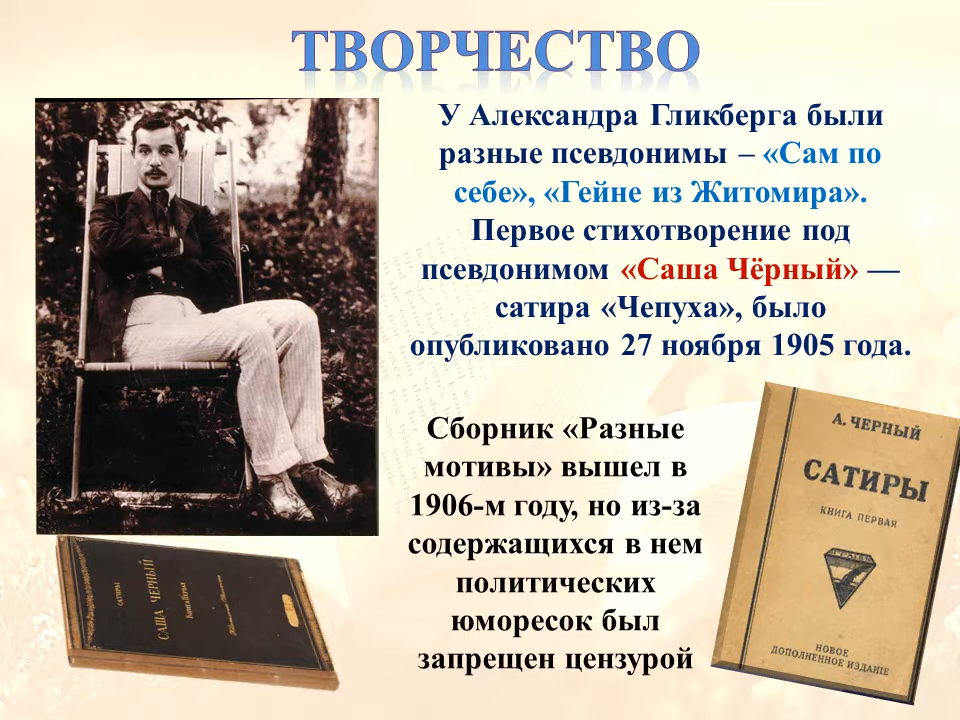 ТВОРЧЕСТВО
У Александра Гликберга были
разные псевдонимы – «Сам по
себе», «Гейне из Житомира».
Первое стихотворение под
псевдонимом «Саша Чёрный» —
сатира «Чепуха», было
опубликовано 27 ноября 1905 года.
Сборник «Разные
мотивы» вышел в
1906-м году, но из-за
содержащихся в нем
политических
юморесок был
запрещен цензурой
А. ЧЕРНЫЙ
САТИРЫ
КНИГА ПЕРВАЯ
НОВОЕ
ДОПОЛНЕННОЕ ИЗДАНIЕ
САТИРЫ
САША ЧЕРНЫЙ